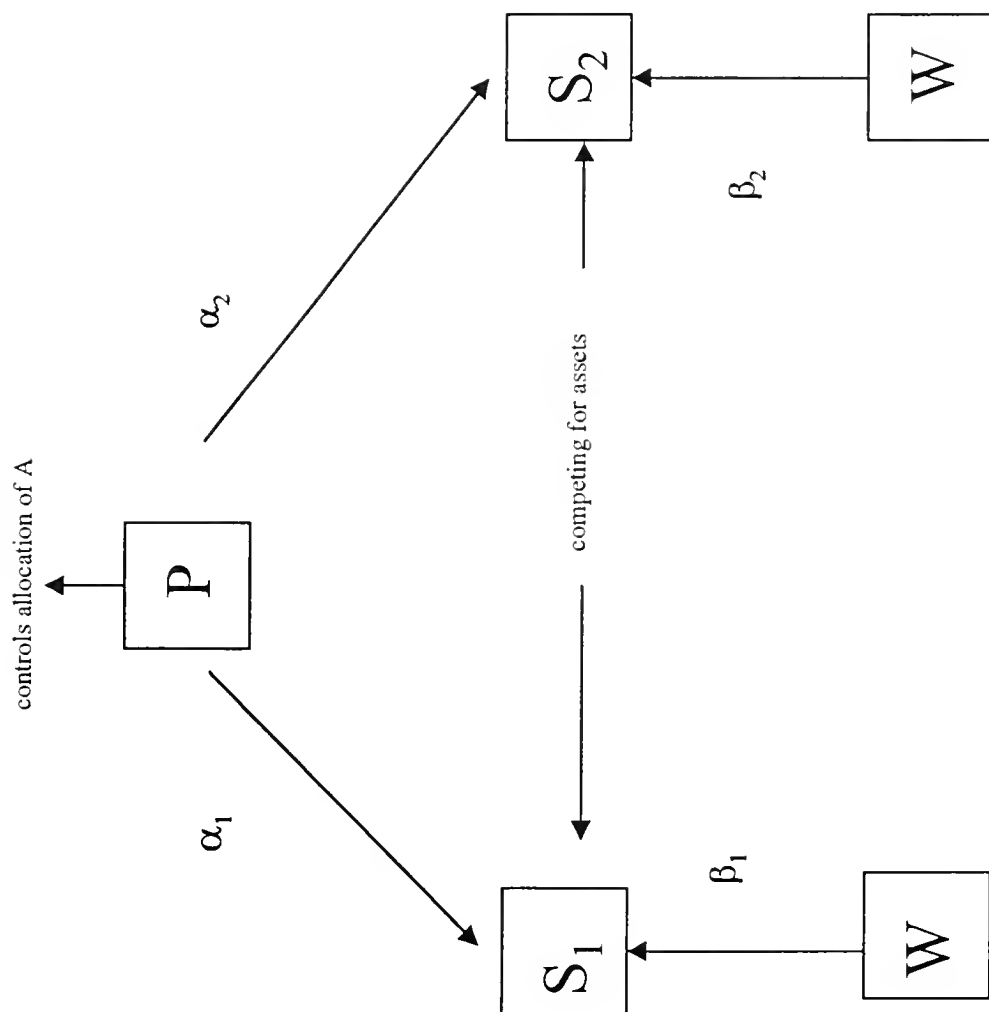 controls allocation of A
P
α₁
α₂
S₁
competing for assets
S₂
β₁
β₂
W
W